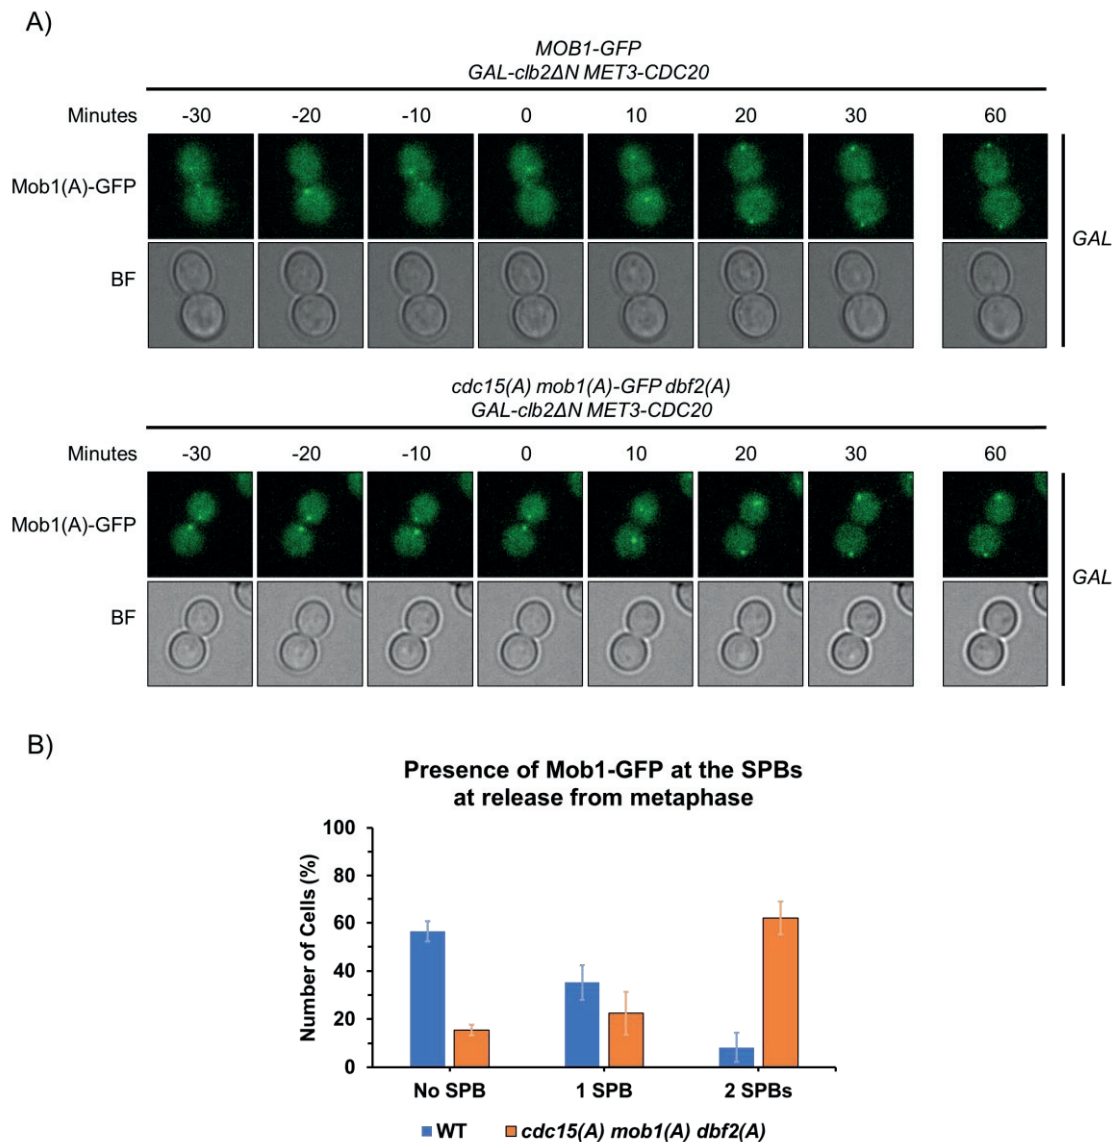 A)
MOB1-GFP
GAL-clb2ΔN MET3-CDC20
Minutes -30 -20 -10 0 10 20 30 60
Mob1(A)-GFP
GAL
BF
cdc15(A) mob1(A)-GFP dbf2(A)
GAL-clb2ΔN MET3-CDC20
Minutes -30 -20 -10 0 10 20 30 60
Mob1(A)-GFP
GAL
BF
B)
Presence of Mob1-GFP at the SPBs
at release from metaphase
Number of Cells (%)
100
80
60
40
20
0
No SPB 1 SPB 2 SPBs
WT cdc15(A) mob1(A) dbf2(A)